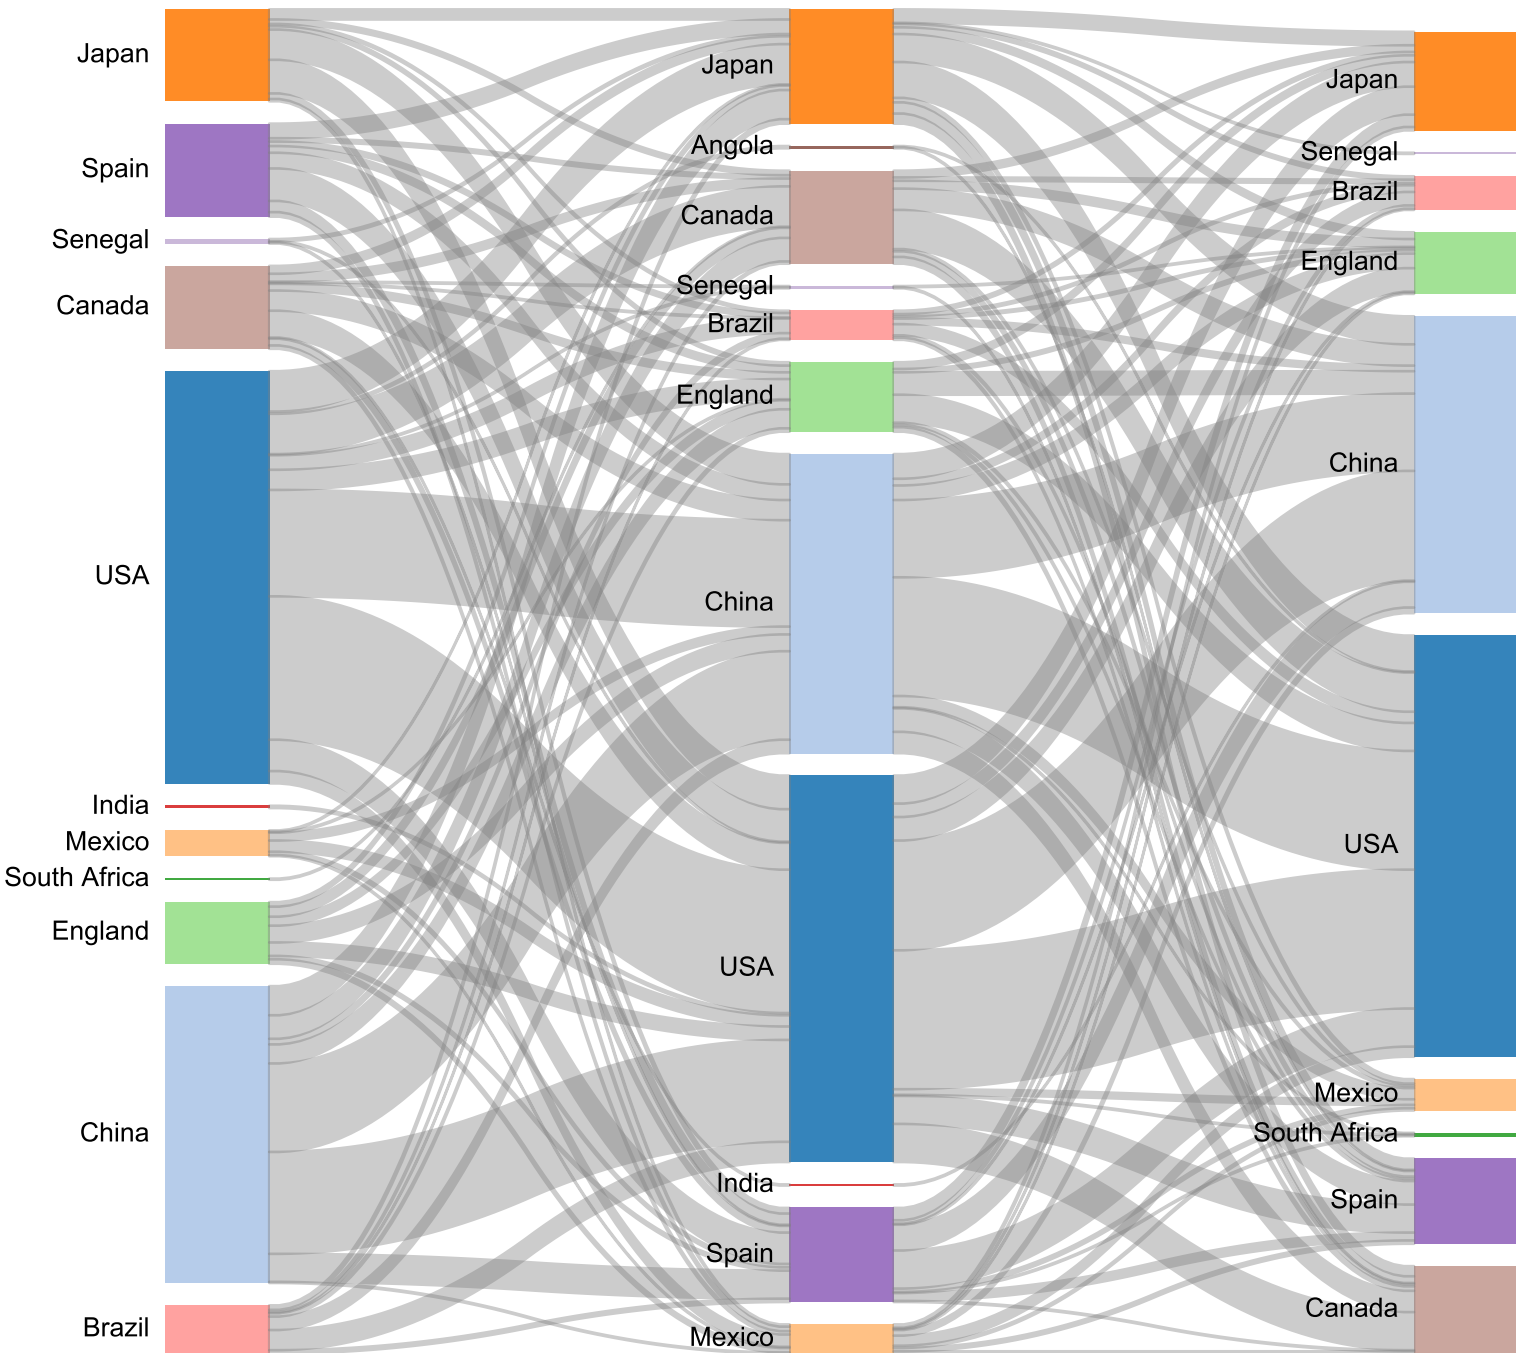 Japan
Spain
Senegal
Canada
USA
India
Mexico
South Africa
England
China
Brazil
Japan
Angola
Canada
Senegal
Brazil
England
China
USA
India
Spain
Mexico
Japan
Senegal
Brazil
England
China
USA
Mexico
South Africa
Spain
Canada